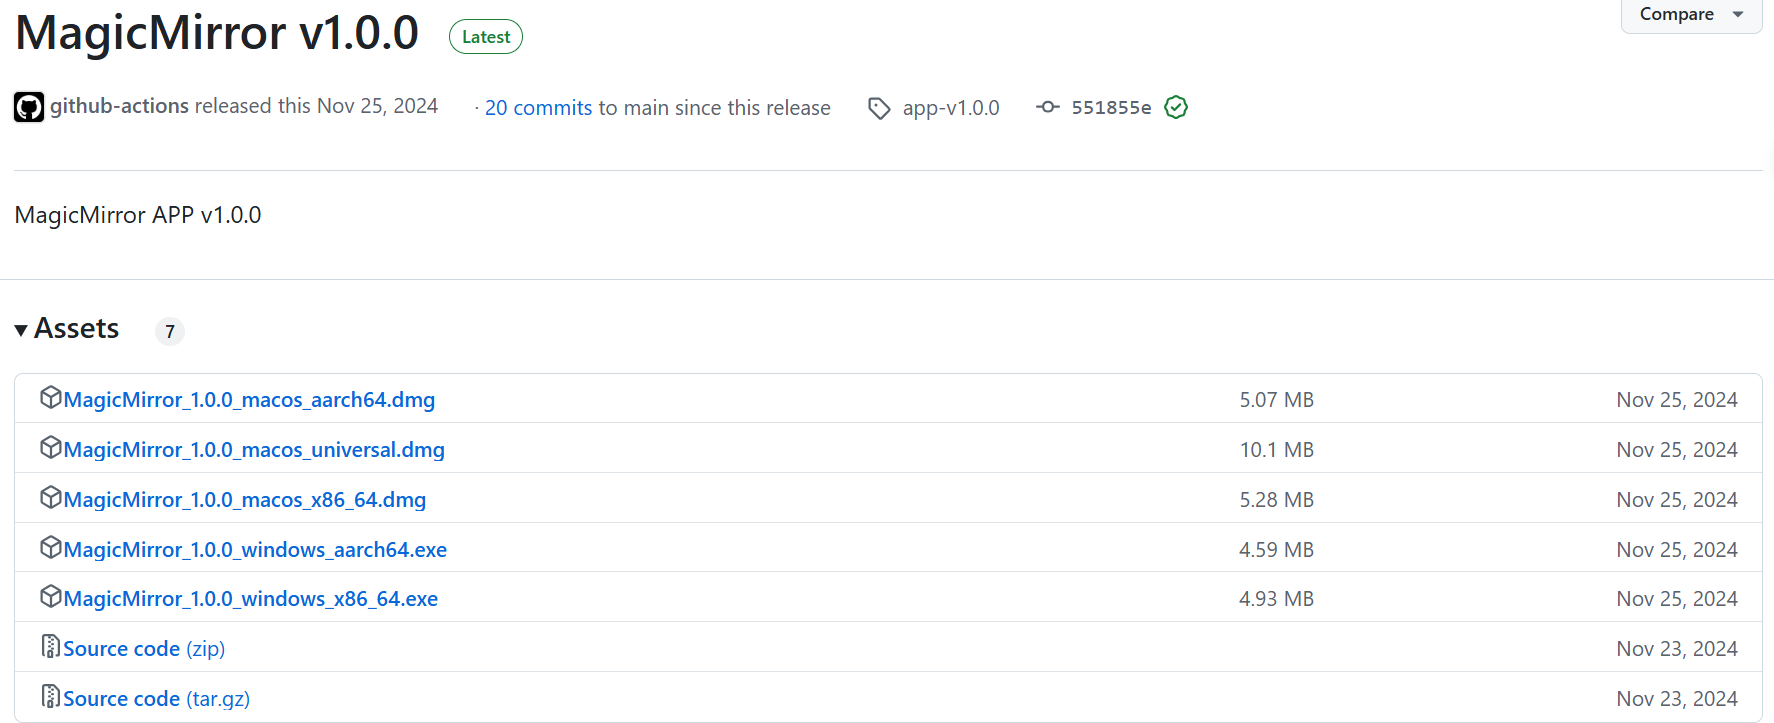 MagicMirror v1.0.0 Latest Compare
github-actions released this Nov 25, 2024 · 20 commits to main since this release app-v1.0.0 551855e
MagicMirror APP v1.0.0
Assets 7
MagicMirror_1.0.0_macos_aarch64.dmg 5.07 MB Nov 25, 2024
MagicMirror_1.0.0_macos_universal.dmg 10.1 MB Nov 25, 2024
MagicMirror_1.0.0_macos_x86_64.dmg 5.28 MB Nov 25, 2024
MagicMirror_1.0.0_windows_aarch64.exe 4.59 MB Nov 25, 2024
MagicMirror_1.0.0_windows_x86_64.exe 4.93 MB Nov 25, 2024
Source code (zip) Nov 23, 2024
Source code (tar.gz) Nov 23, 2024